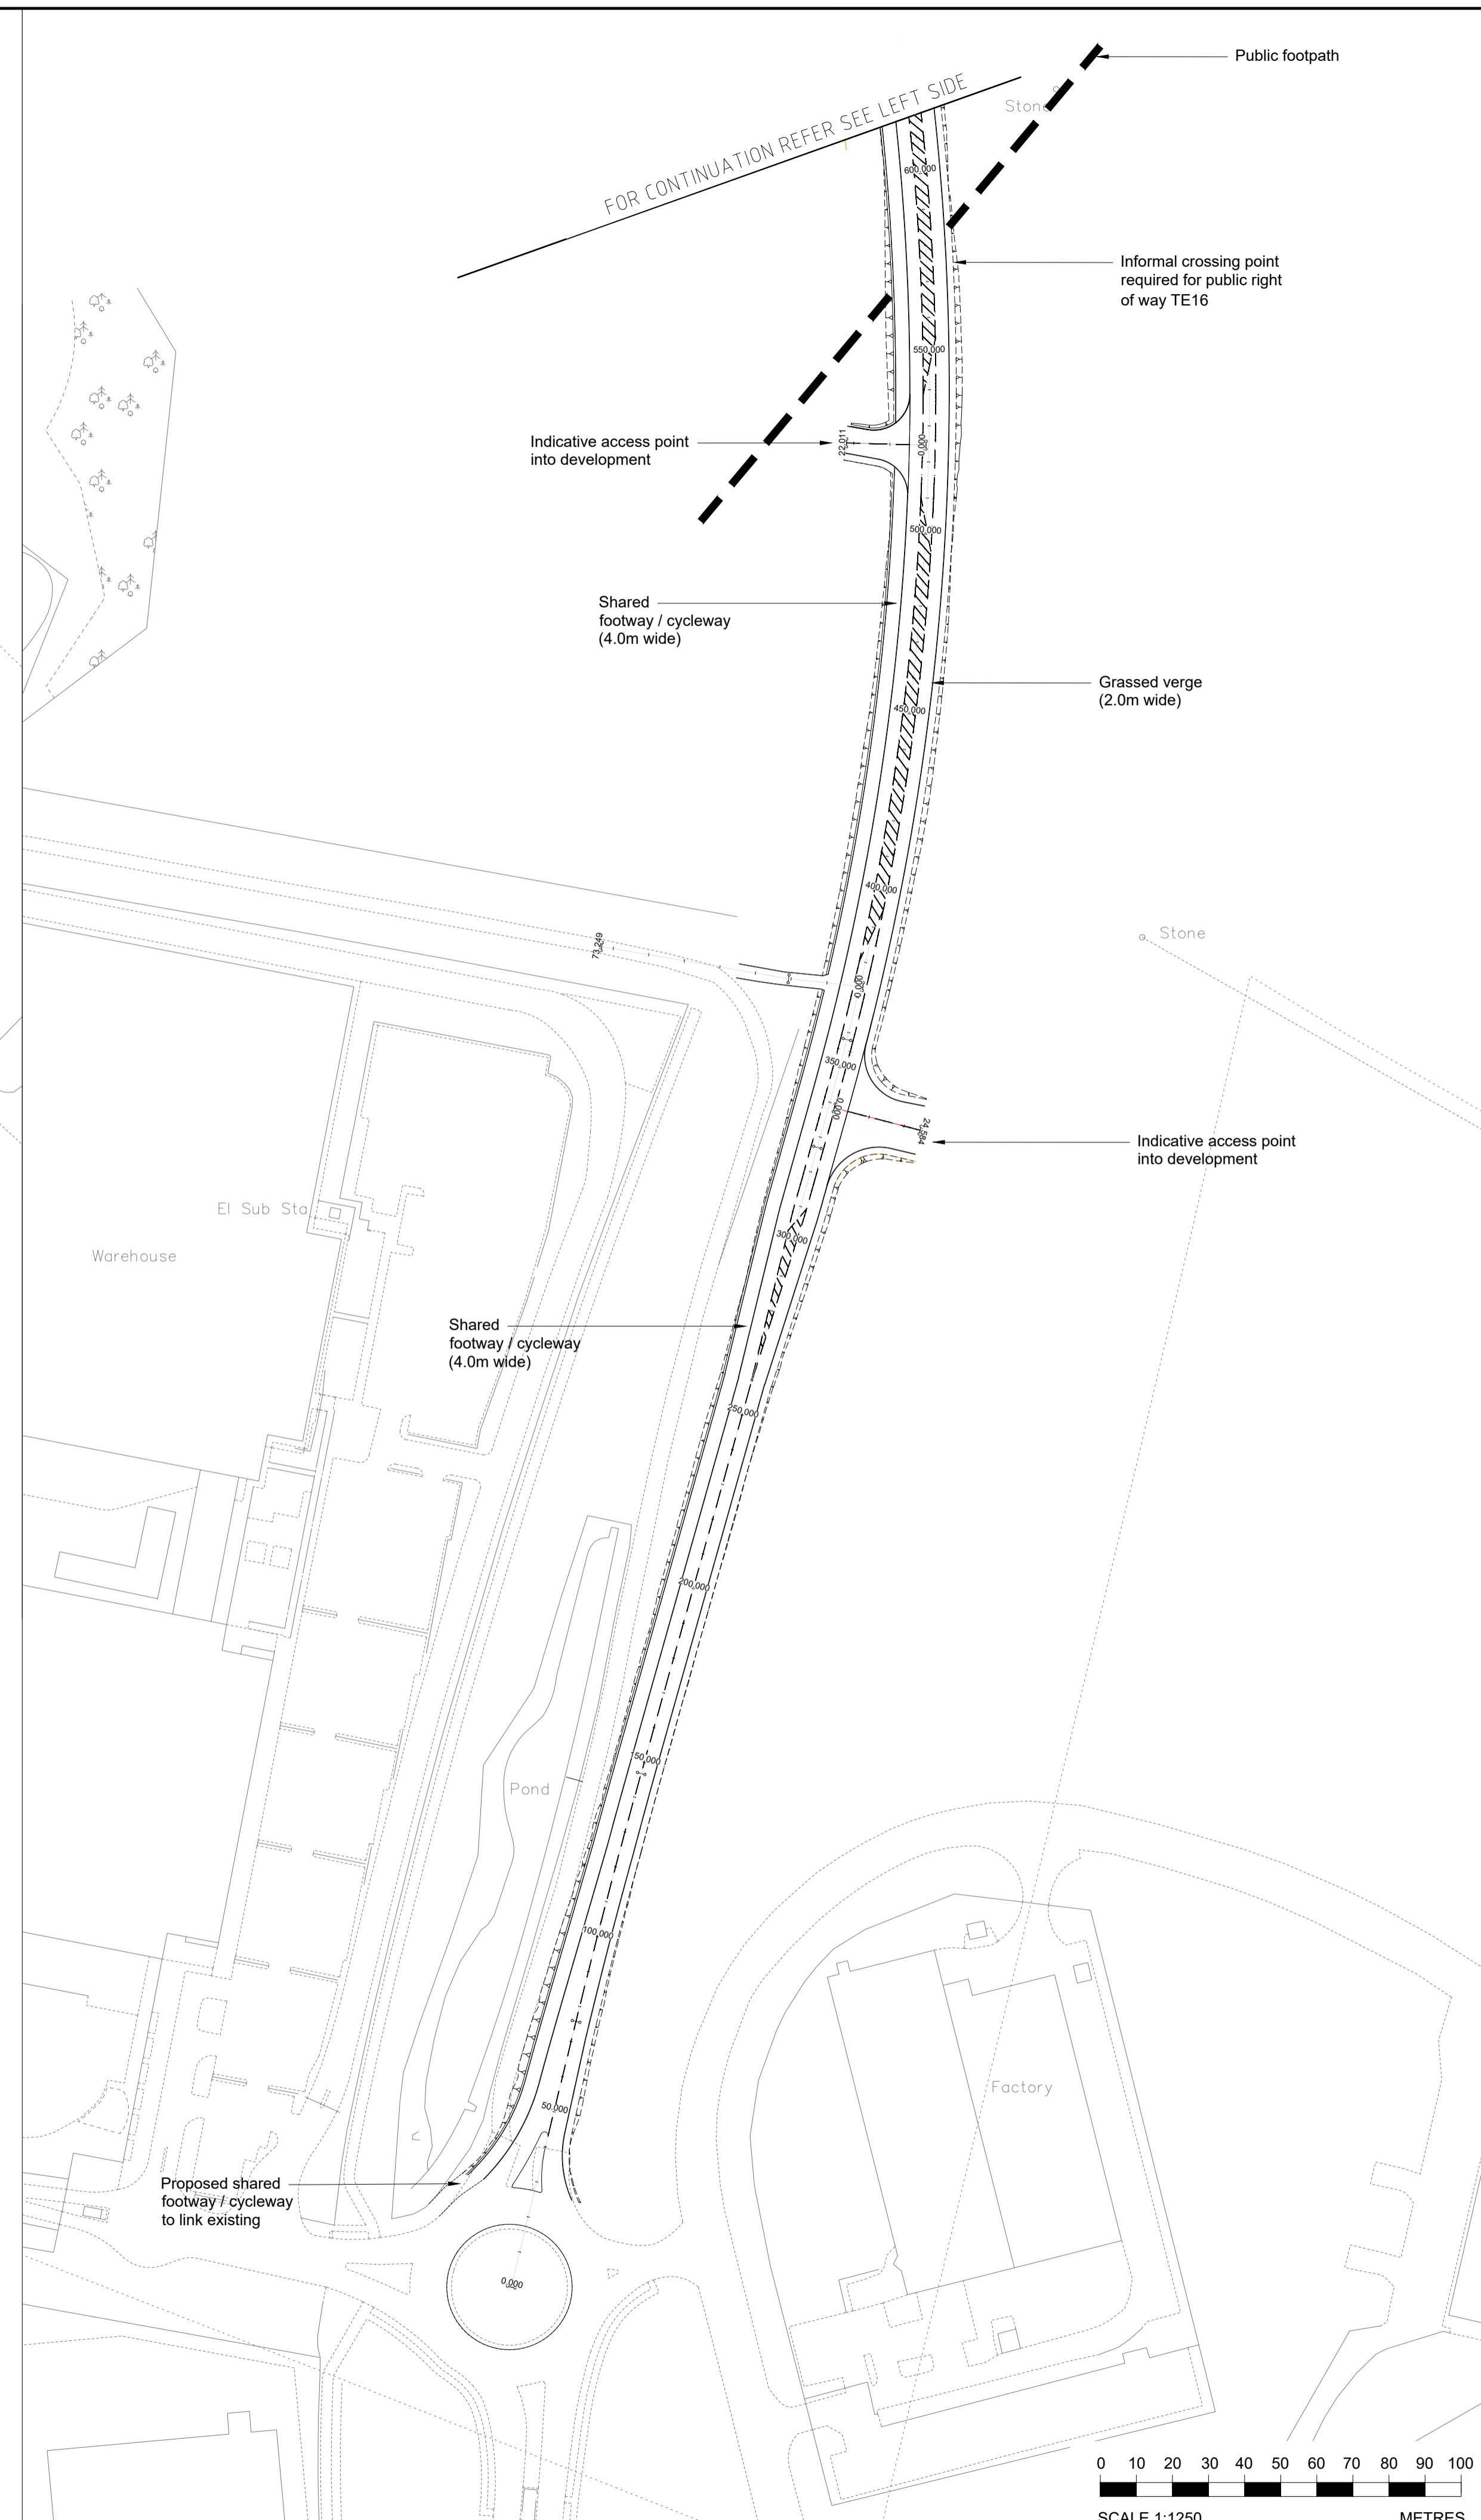 Public footpath
FOR CONTINUATION REFER SEE LEFT SIDE
Stone
600.000
Informal crossing point
required for public right
of way TE16
550.000
Indicative access point
into development
22.011
0.000
500.000
Shared
footway / cycleway
(4.0m wide)
Grassed verge
(2.0m wide)
450.000
400.000
Stone
73.249
0.000
350.000
0.000
24.584
Indicative access point
into development
El Sub Sta
300.000
Warehouse
Shared
footway / cycleway
(4.0m wide)
250.000
200.000
150.000
Pond
100.000
Factory
50.000
Proposed shared
footway / cycleway
to link existing
0.000
0 10 20 30 40 50 60 70 80 90 100
SCALE 1:1250 METRES